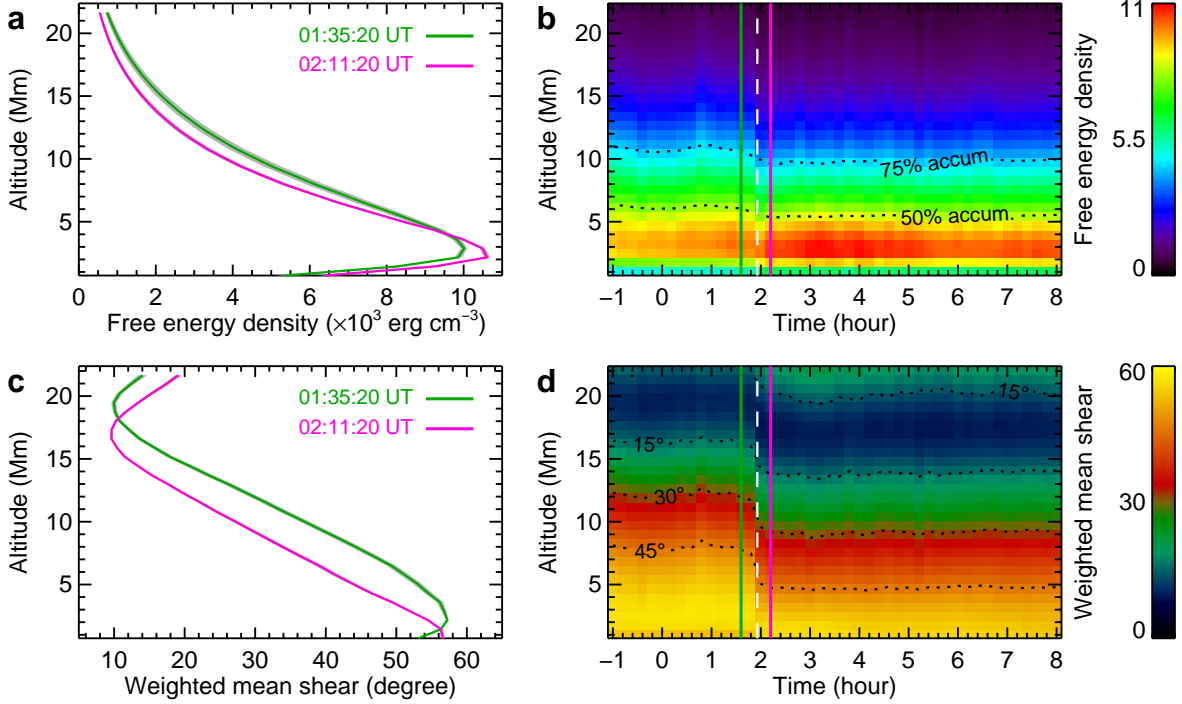 a
01:35:20 UT
02:11:20 UT
20
15
10
5
Altitude (Mm)
0 2 4 6 8 10
Free energy density (×10³ erg cm⁻³)
b
20
15
10
5
Altitude (Mm)
75% accum.
50% accum.
−1 0 1 2 3 4 5 6 7 8
Time (hour)
11
5.5
0
Free energy density
c
01:35:20 UT
02:11:20 UT
20
15
10
5
Altitude (Mm)
10 20 30 40 50 60
Weighted mean shear (degree)
d
20
15
10
5
Altitude (Mm)
15°
15°
30°
45°
−1 0 1 2 3 4 5 6 7 8
Time (hour)
60
30
0
Weighted mean shear